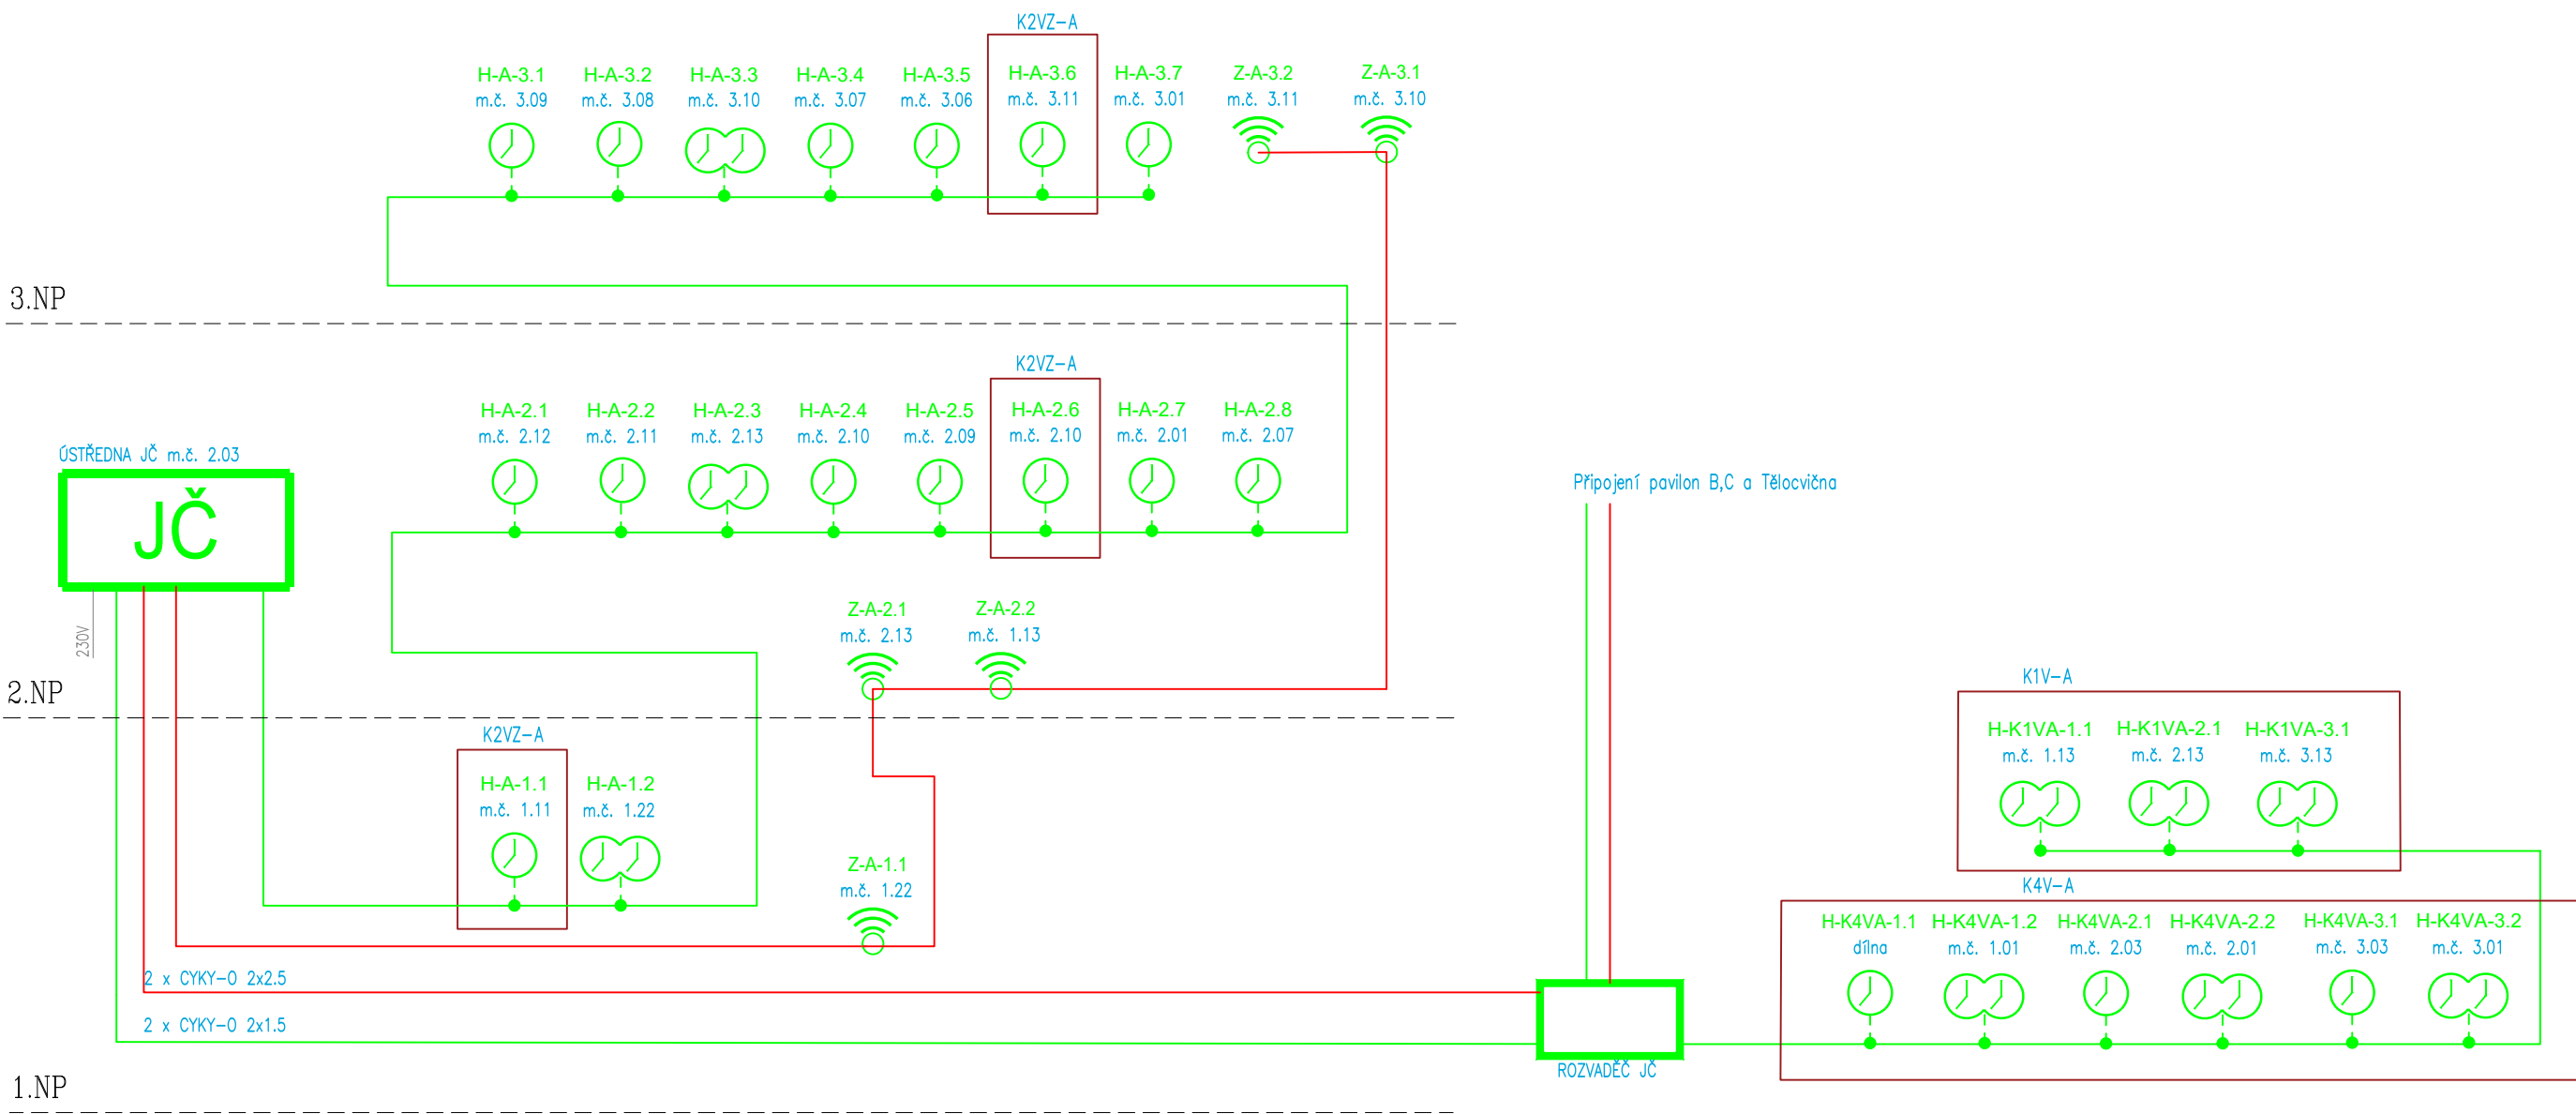 K2VZ-A
H-A-3.1 H-A-3.2 H-A-3.3 H-A-3.4 H-A-3.5 H-A-3.6 H-A-3.7 Z-A-3.2 Z-A-3.1
m.č. 3.09 m.č. 3.08 m.č. 3.10 m.č. 3.07 m.č. 3.06 m.č. 3.11 m.č. 3.01 m.č. 3.11 m.č. 3.10
3.NP
K2VZ-A
H-A-2.1 H-A-2.2 H-A-2.3 H-A-2.4 H-A-2.5 H-A-2.6 H-A-2.7 H-A-2.8
m.č. 2.12 m.č. 2.11 m.č. 2.13 m.č. 2.10 m.č. 2.09 m.č. 2.10 m.č. 2.01 m.č. 2.07
ÚSTŘEDNA JČ m.č. 2.03
JČ
230V
Připojení pavilon B,C a Tělocvična
Z-A-2.1 Z-A-2.2
m.č. 2.13 m.č. 1.13
2.NP
K2VZ-A
H-A-1.1 H-A-1.2
m.č. 1.11 m.č. 1.22
Z-A-1.1
m.č. 1.22
K1V-A
H-K1VA-1.1 H-K1VA-2.1 H-K1VA-3.1
m.č. 1.13 m.č. 2.13 m.č. 3.13
K4V-A
H-K4VA-1.1 H-K4VA-1.2 H-K4VA-2.1 H-K4VA-2.2 H-K4VA-3.1 H-K4VA-3.2
dílna m.č. 1.01 m.č. 2.03 m.č. 2.01 m.č. 3.03 m.č. 3.01
2 x CYKY-O 2x2.5
2 x CYKY-O 2x1.5
ROZVADĚČ JČ
1.NP